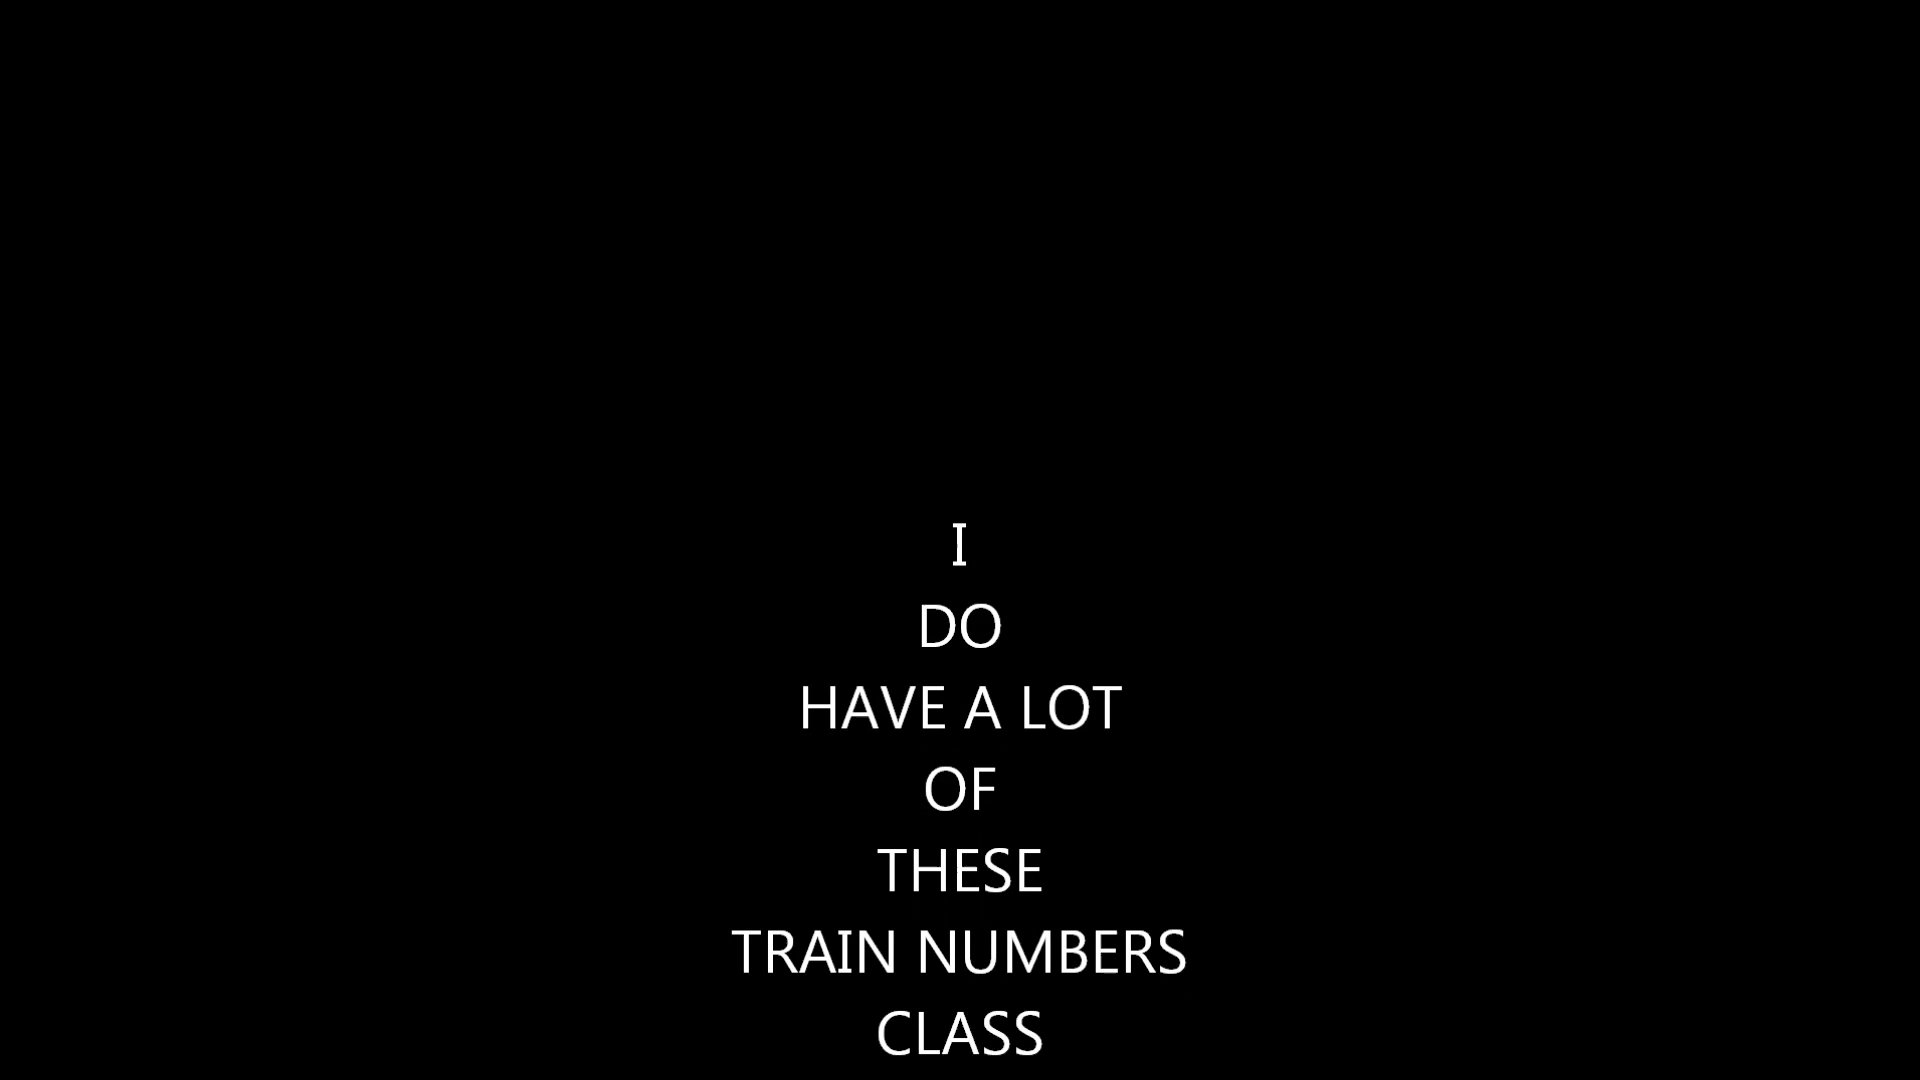 I
DO
HAVE A LOT
OF
THESE
TRAIN NUMBERS
CLASS